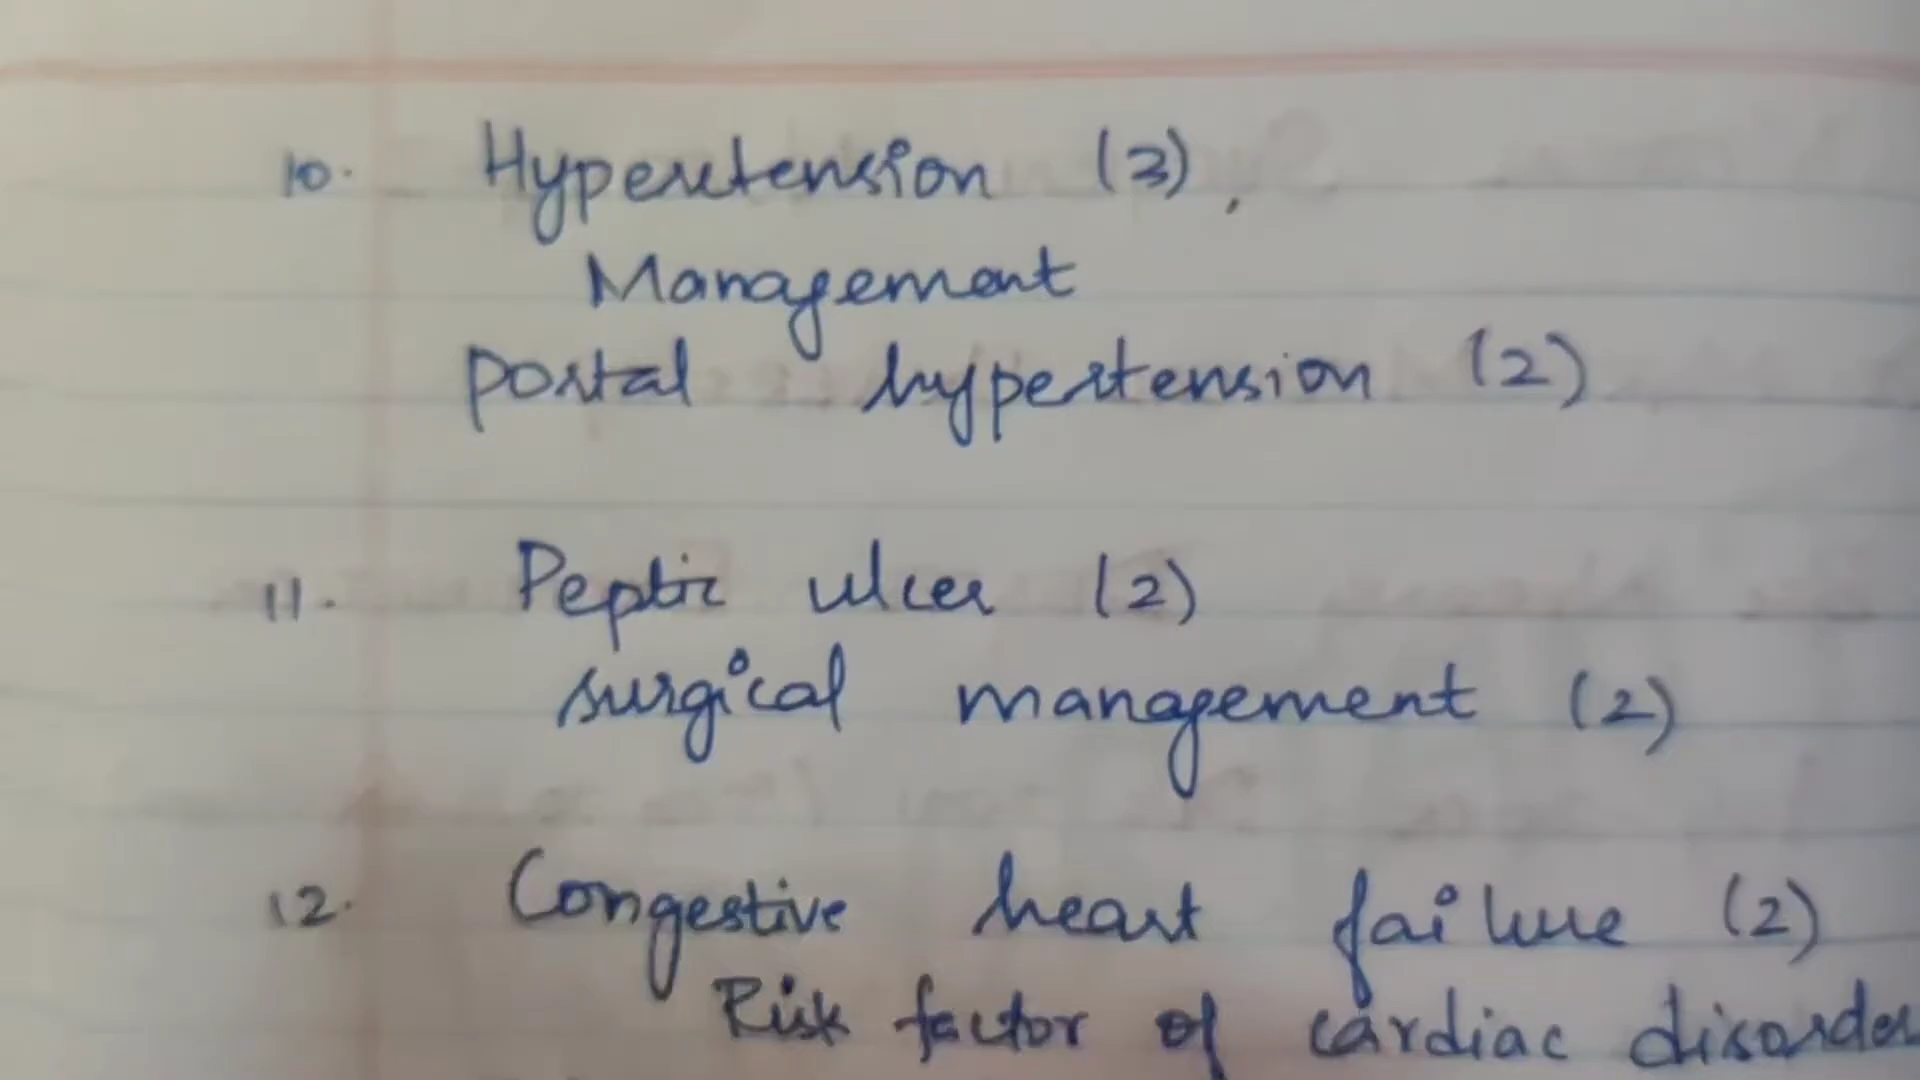 10. Hypertension (3),
Management
portal hypertension (2)
11. Peptic ulcer (2)
surgical management (2)
12. Congestive heart failure (2)
Risk factor of cardiac disorder